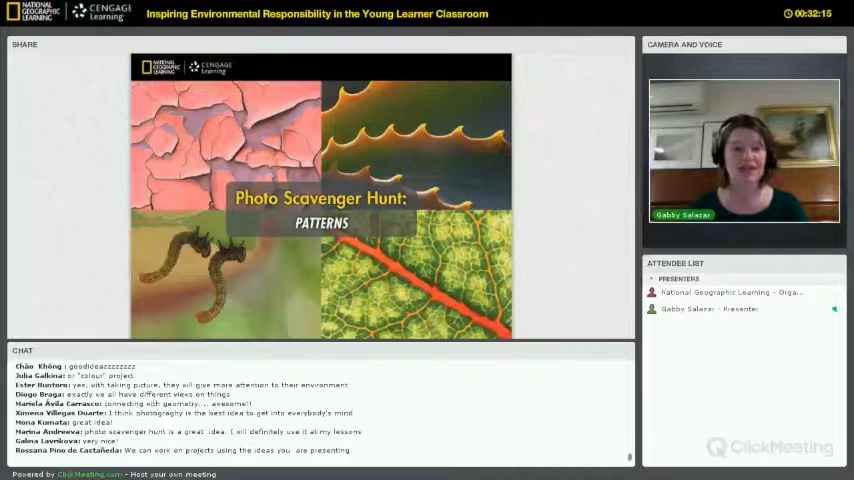 NATIONAL GEOGRAPHIC LEARNING
CENGAGE Learning
Inspiring Environmental Responsibility in the Young Learner Classroom
00:32:15
SHARE
NATIONAL GEOGRAPHIC LEARNING
CENGAGE Learning
Photo Scavenger Hunt:
PATTERNS
CAMERA AND VOICE
Gabby Salazar
ATTENDEE LIST
PRESENTERS
National Geographic Learning - Orga...
Gabby Salazar - Presenter
CHAT
Chào Không : goodideazzzzzzzz
Julia Galkina: or "colour" project
Ester Buntoro: yes, with taking picture, they will give more attention to their environment
Diogo Braga: exactly we all have different views on things
Mariela Ávila Carrasco: connecting with geometry.... awesome!!
Ximena Villegas Duarte: I think photograghy is the best idea to get into everybody's mind
Mona Kumata: great idea!
Marina Andreeva: photo scavenger hunt is a great idea. I will definitely use it at my lessons
Galina Lavrikova: very nice!
Rossana Pino de Castañeda: We can work on projects using the ideas you are presenting
ClickMeeting
Powered by ClickMeeting.com - Host your own meeting